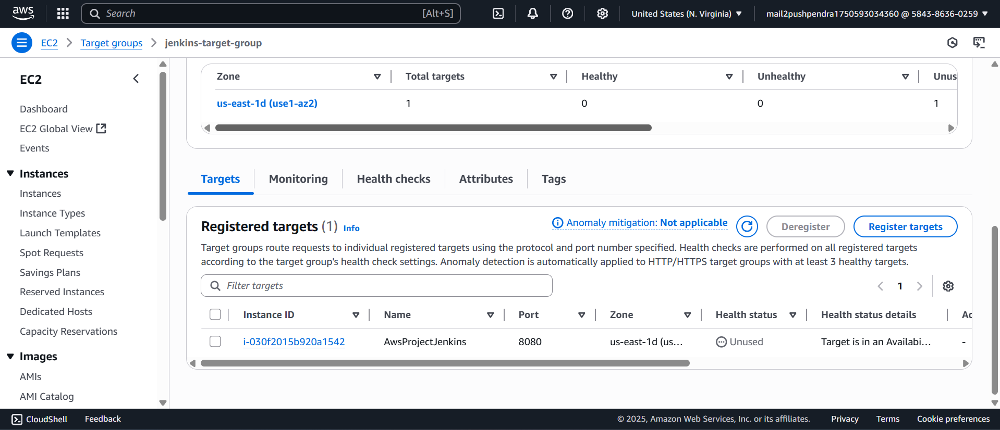 aws
Search [Alt+S]
United States (N. Virginia)
mail2pushpendra1750593034360 @ 5843-8636-0259
EC2 Target groups jenkins-target-group
EC2
Dashboard
EC2 Global View
Events
Instances
Instances
Instance Types
Launch Templates
Spot Requests
Savings Plans
Reserved Instances
Dedicated Hosts
Capacity Reservations
Images
AMIs
AMI Catalog
Zone Total targets Healthy Unhealthy Unus
us-east-1d (use1-az2) 1 0 0 1
Targets Monitoring Health checks Attributes Tags
Registered targets (1) Info
Anomaly mitigation: Not applicable
Deregister
Register targets
Target groups route requests to individual registered targets using the protocol and port number specified. Health checks are performed on all registered targets
according to the target group's health check settings. Anomaly detection is automatically applied to HTTP/HTTPS target groups with at least 3 healthy targets.
Filter targets
1
Instance ID Name Port Zone Health status Health status details Ac
i-030f2015b920a1542 AwsProjectJenkins 8080 us-east-1d (us... Unused Target is in an Availabi... -
CloudShell Feedback
© 2025, Amazon Web Services, Inc. or its affiliates. Privacy Terms Cookie preferences